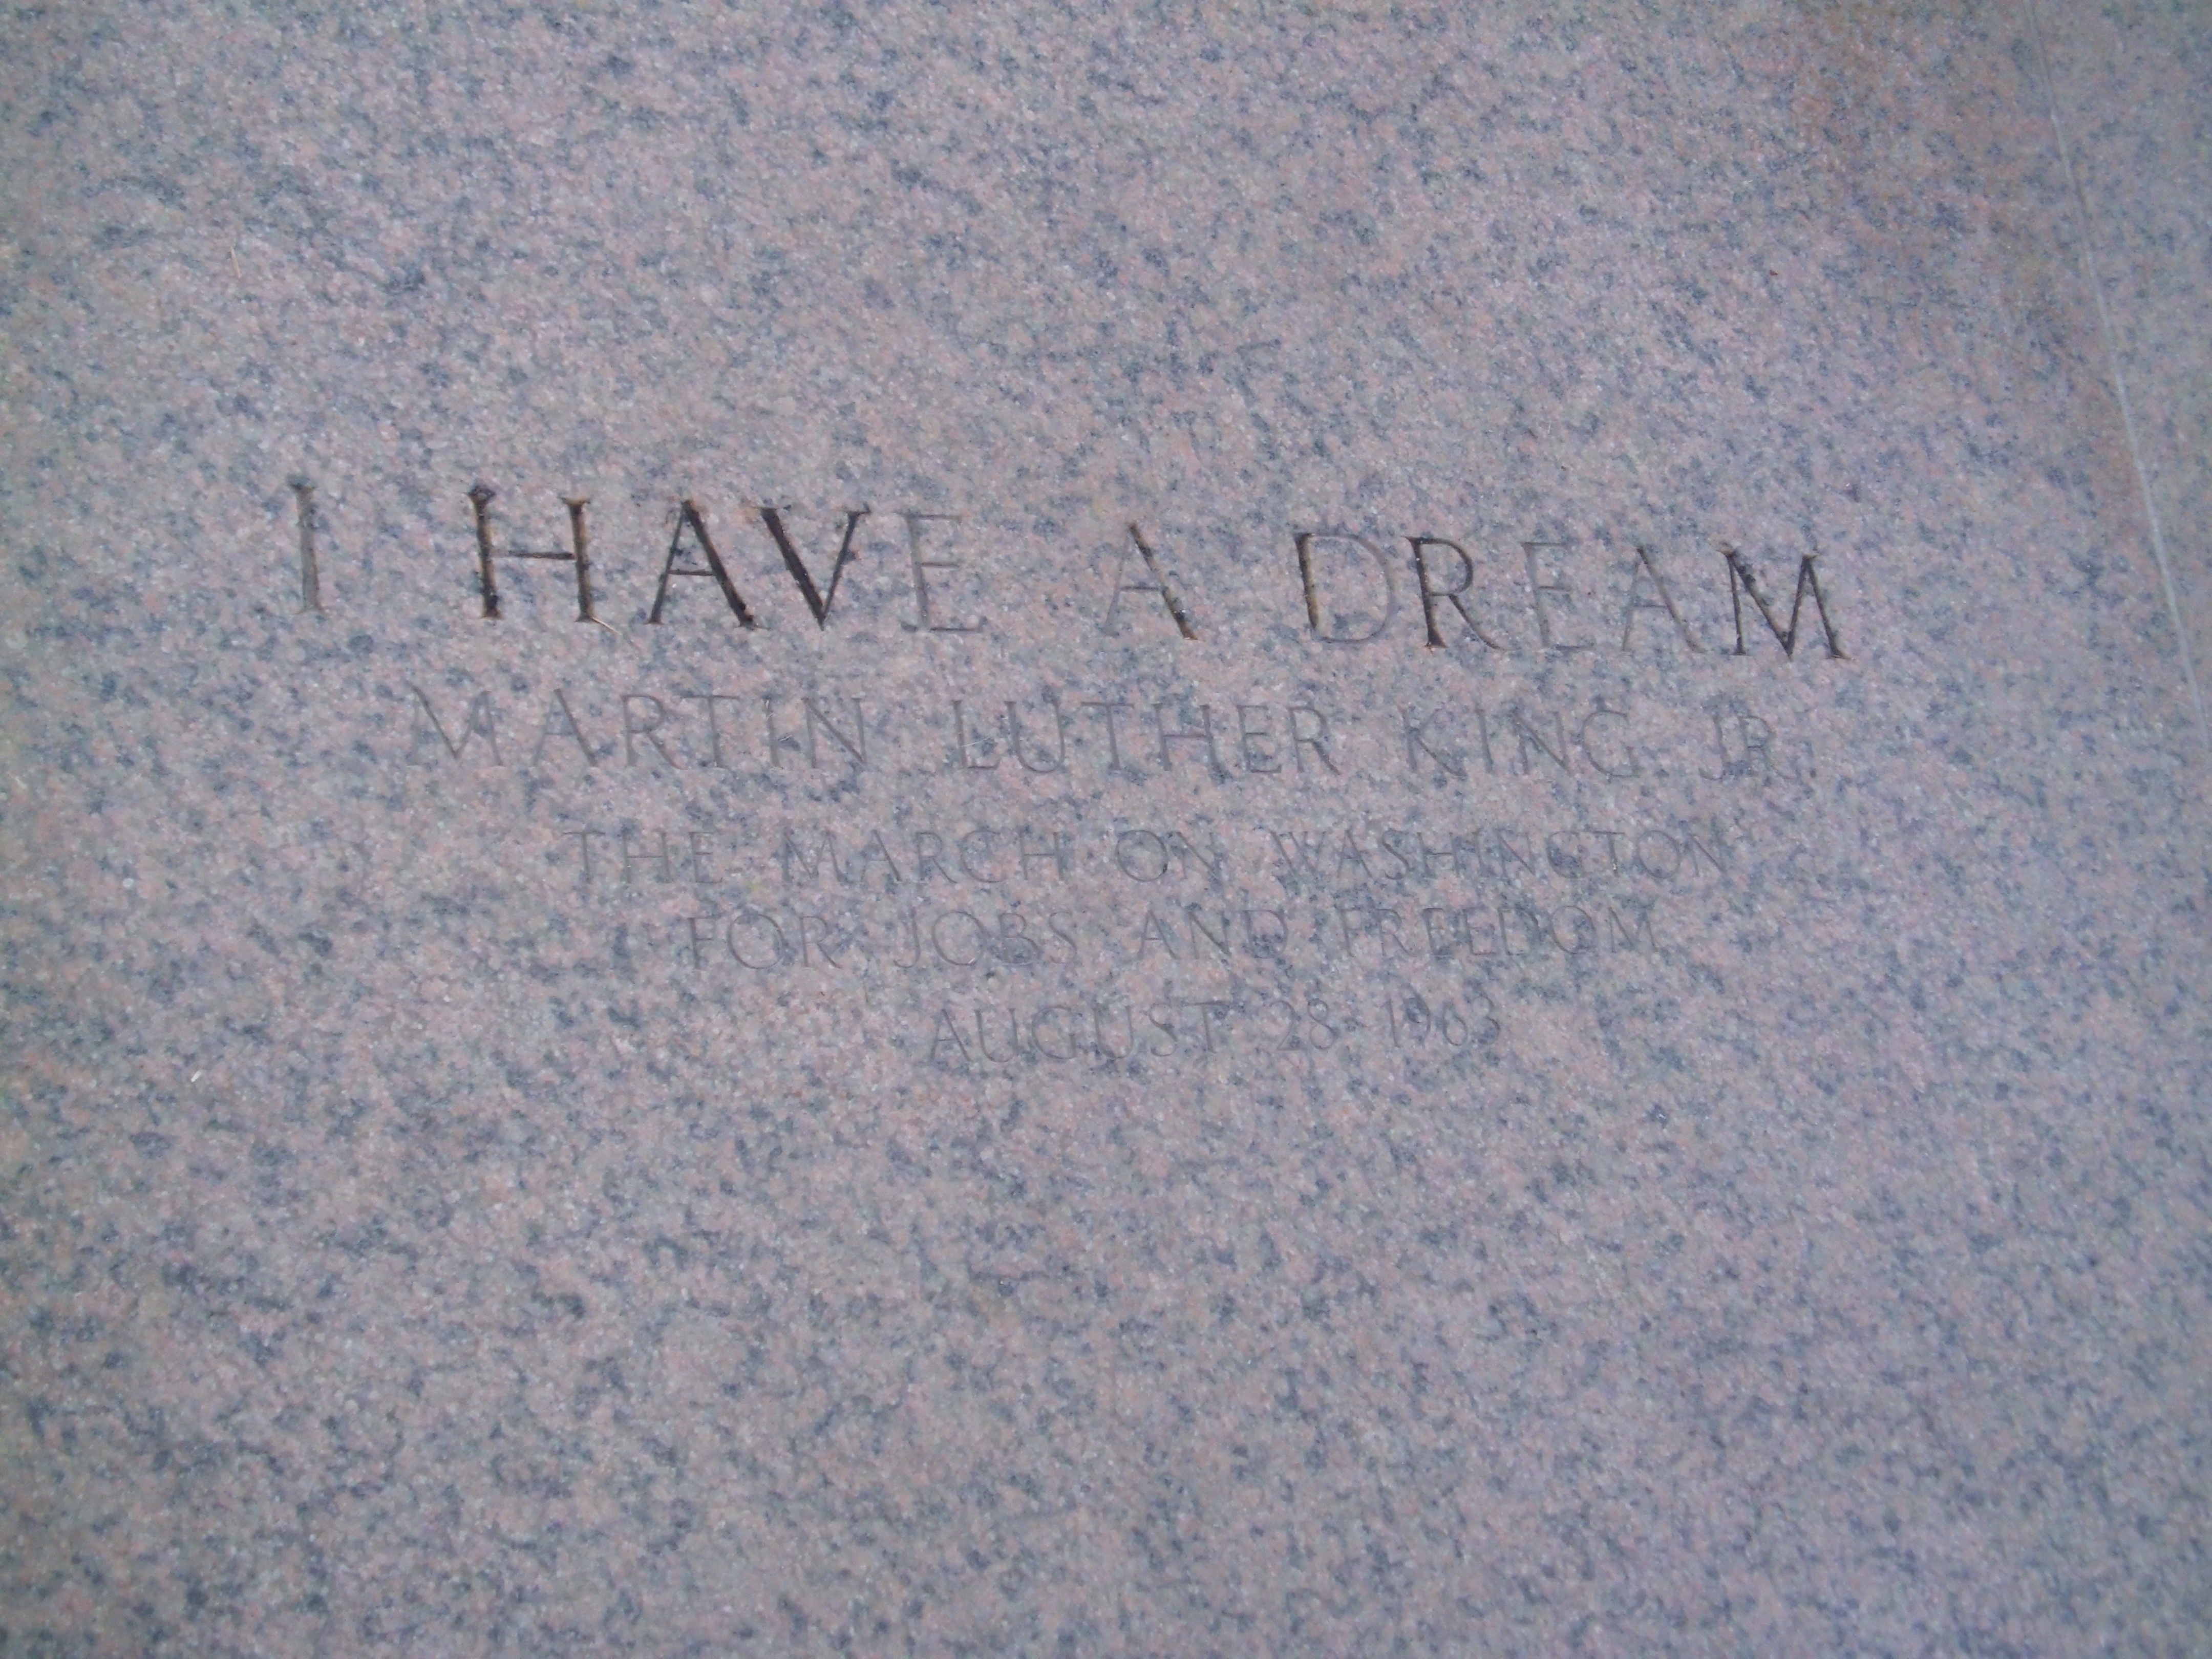 I HAVE A DREAM
MARTIN LUTHER KING JR.
THE MARCH ON WASHINGTON
FOR JOBS AND FREEDOM
AUGUST 28 1963